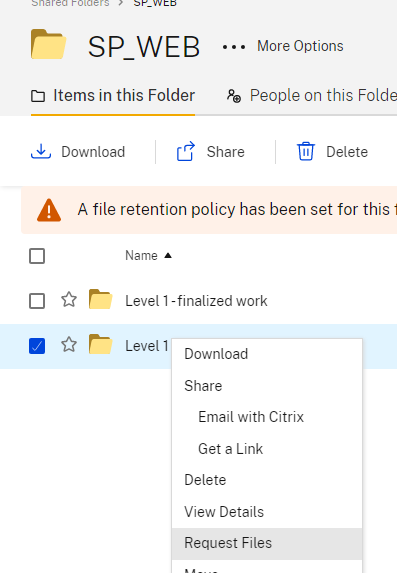 Shared Folders > SP_WEB
SP_WEB ••• More Options
Items in this Folder People on this Folde
Download Share Delete
A file retention policy has been set for this f
Name
Level 1 - finalized work
Level 1
Download
Share
Email with Citrix
Get a Link
Delete
View Details
Request Files
Move